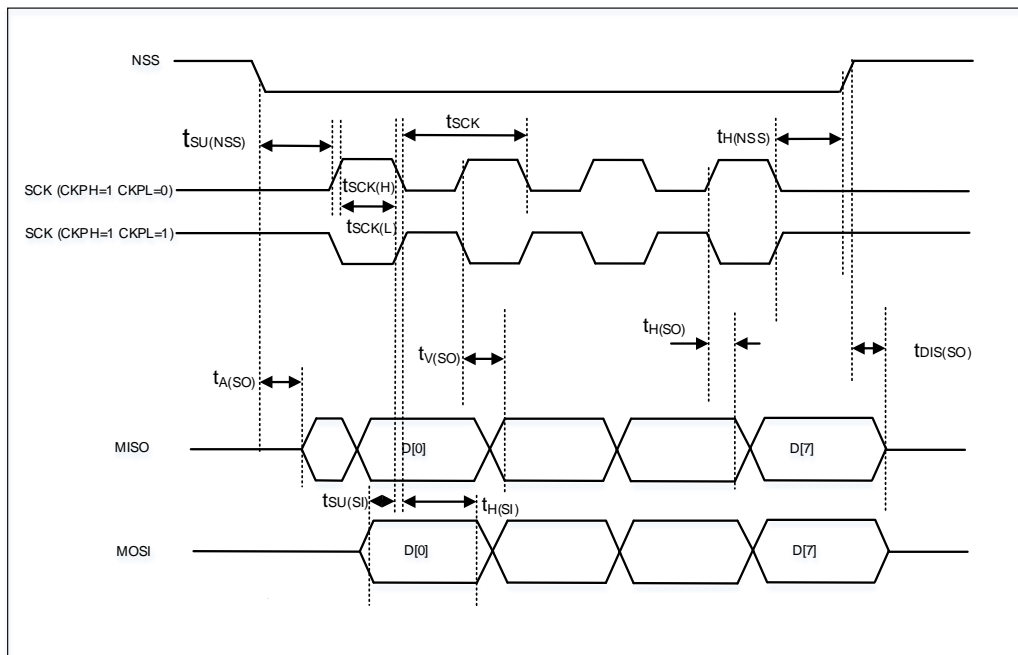 NSS
tSU(NSS)
tSCK
tH(NSS)
SCK (CKPH=1 CKPL=0)
tSCK(H)
tSCK(L)
SCK (CKPH=1 CKPL=1)
tH(SO)
tV(SO)
tDIS(SO)
tA(SO)
MISO
D[0]
D[7]
tSU(SI)
tH(SI)
MOSI
D[0]
D[7]